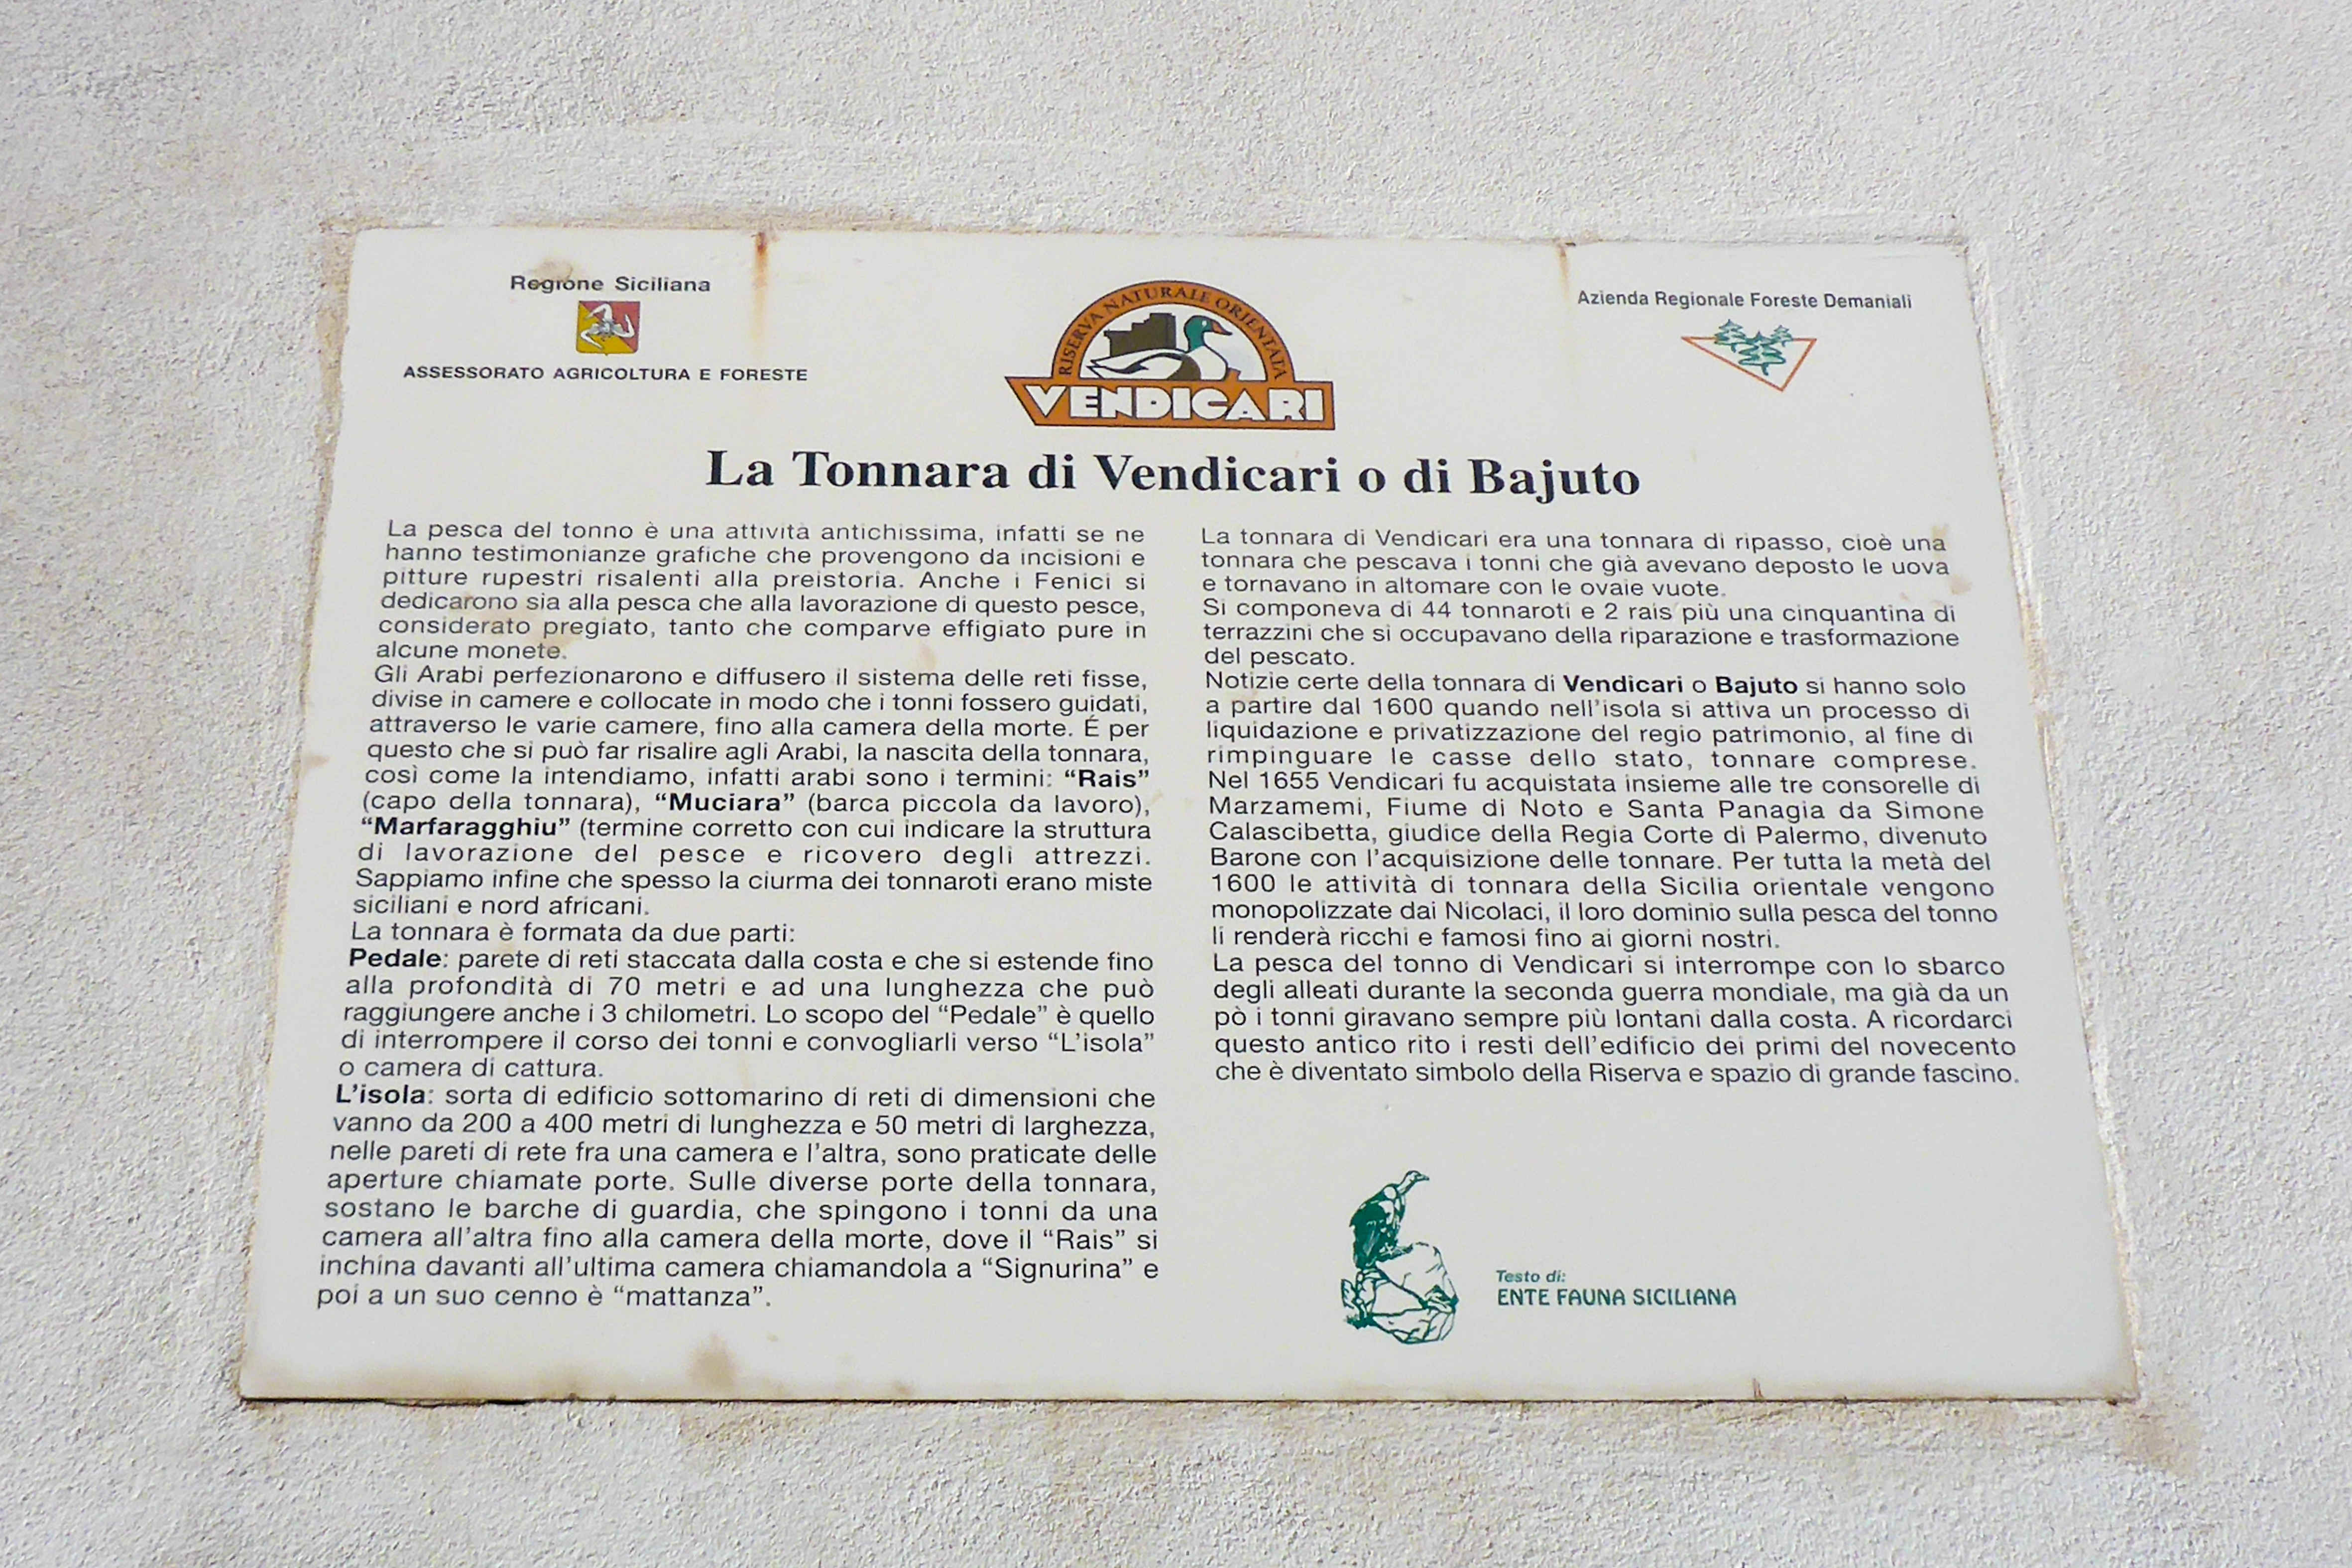 Regione Siciliana
ASSESSORATO AGRICOLTURA E FORESTE
RISERVA NATURALE ORIENTATA
VENDICARI
Azienda Regionale Foreste Demaniali
La Tonnara di Vendicari o di Bajuto
La pesca del tonno è una attività antichissima, infatti se ne
hanno testimonianze grafiche che provengono da incisioni e
pitture rupestri risalenti alla preistoria. Anche i Fenici si
dedicarono sia alla pesca che alla lavorazione di questo pesce,
considerato pregiato, tanto che comparve effigiato pure in
alcune monete.
Gli Arabi perfezionarono e diffusero il sistema delle reti fisse,
divise in camere e collocate in modo che i tonni fossero guidati,
attraverso le varie camere, fino alla camera della morte. É per
questo che si può far risalire agli Arabi, la nascita della tonnara,
così come la intendiamo, infatti arabi sono i termini: “Rais”
(capo della tonnara), “Muciara” (barca piccola da lavoro),
“Marfaragghiu” (termine corretto con cui indicare la struttura
di lavorazione del pesce e ricovero degli attrezzi.
Sappiamo infine che spesso la ciurma dei tonnaroti erano miste
siciliani e nord africani.
La tonnara è formata da due parti:
Pedale: parete di reti staccata dalla costa e che si estende fino
alla profondità di 70 metri e ad una lunghezza che può
raggiungere anche i 3 chilometri. Lo scopo del “Pedale” è quello
di interrompere il corso dei tonni e convogliarli verso “L’isola”
o camera di cattura.
L’isola: sorta di edificio sottomarino di reti di dimensioni che
vanno da 200 a 400 metri di lunghezza e 50 metri di larghezza,
nelle pareti di rete fra una camera e l’altra, sono praticate delle
aperture chiamate porte. Sulle diverse porte della tonnara,
sostano le barche di guardia, che spingono i tonni da una
camera all’altra fino alla camera della morte, dove il “Rais” si
inchina davanti all’ultima camera chiamandola a “Signurina” e
poi a un suo cenno è “mattanza”.
La tonnara di Vendicari era una tonnara di ripasso, cioè una
tonnara che pescava i tonni che già avevano deposto le uova
e tornavano in altomare con le ovaie vuote.
Si componeva di 44 tonnaroti e 2 rais più una cinquantina di
terrazzini che si occupavano della riparazione e trasformazione
del pescato.
Notizie certe della tonnara di Vendicari o Bajuto si hanno solo
a partire dal 1600 quando nell’isola si attiva un processo di
liquidazione e privatizzazione del regio patrimonio, al fine di
rimpinguare le casse dello stato, tonnare comprese.
Nel 1655 Vendicari fu acquistata insieme alle tre consorelle di
Marzamemi, Fiume di Noto e Santa Panagia da Simone
Calascibetta, giudice della Regia Corte di Palermo, divenuto
Barone con l’acquisizione delle tonnare. Per tutta la metà del
1600 le attività di tonnara della Sicilia orientale vengono
monopolizzate dai Nicolaci, il loro dominio sulla pesca del tonno
li renderà ricchi e famosi fino ai giorni nostri.
La pesca del tonno di Vendicari si interrompe con lo sbarco
degli alleati durante la seconda guerra mondiale, ma già da un
pò i tonni giravano sempre più lontani dalla costa. A ricordarci
questo antico rito i resti dell’edificio dei primi del novecento
che è diventato simbolo della Riserva e spazio di grande fascino.
Testo di:
ENTE FAUNA SICILIANA